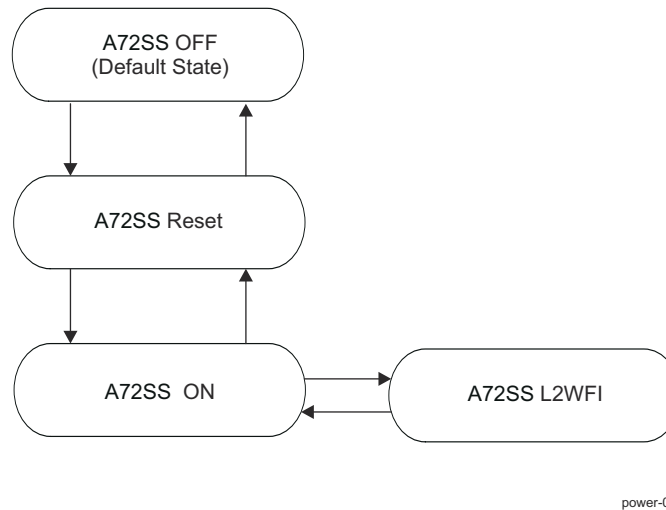 A72SS OFF
(Default State)
A72SS Reset
A72SS ON
A72SS L2WFI